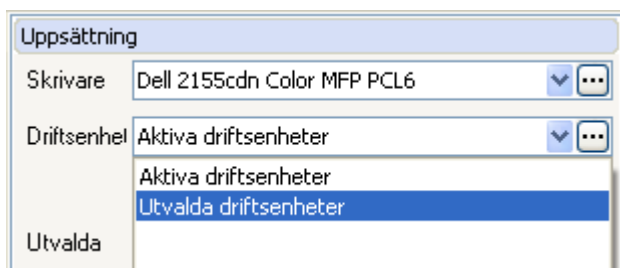 Uppsättning
Skrivare Dell 2155cdn Color MFP PCL6
Driftsenhet Aktiva driftsenheter
Aktiva driftsenheter
Utvalda driftsenheter
Utvalda